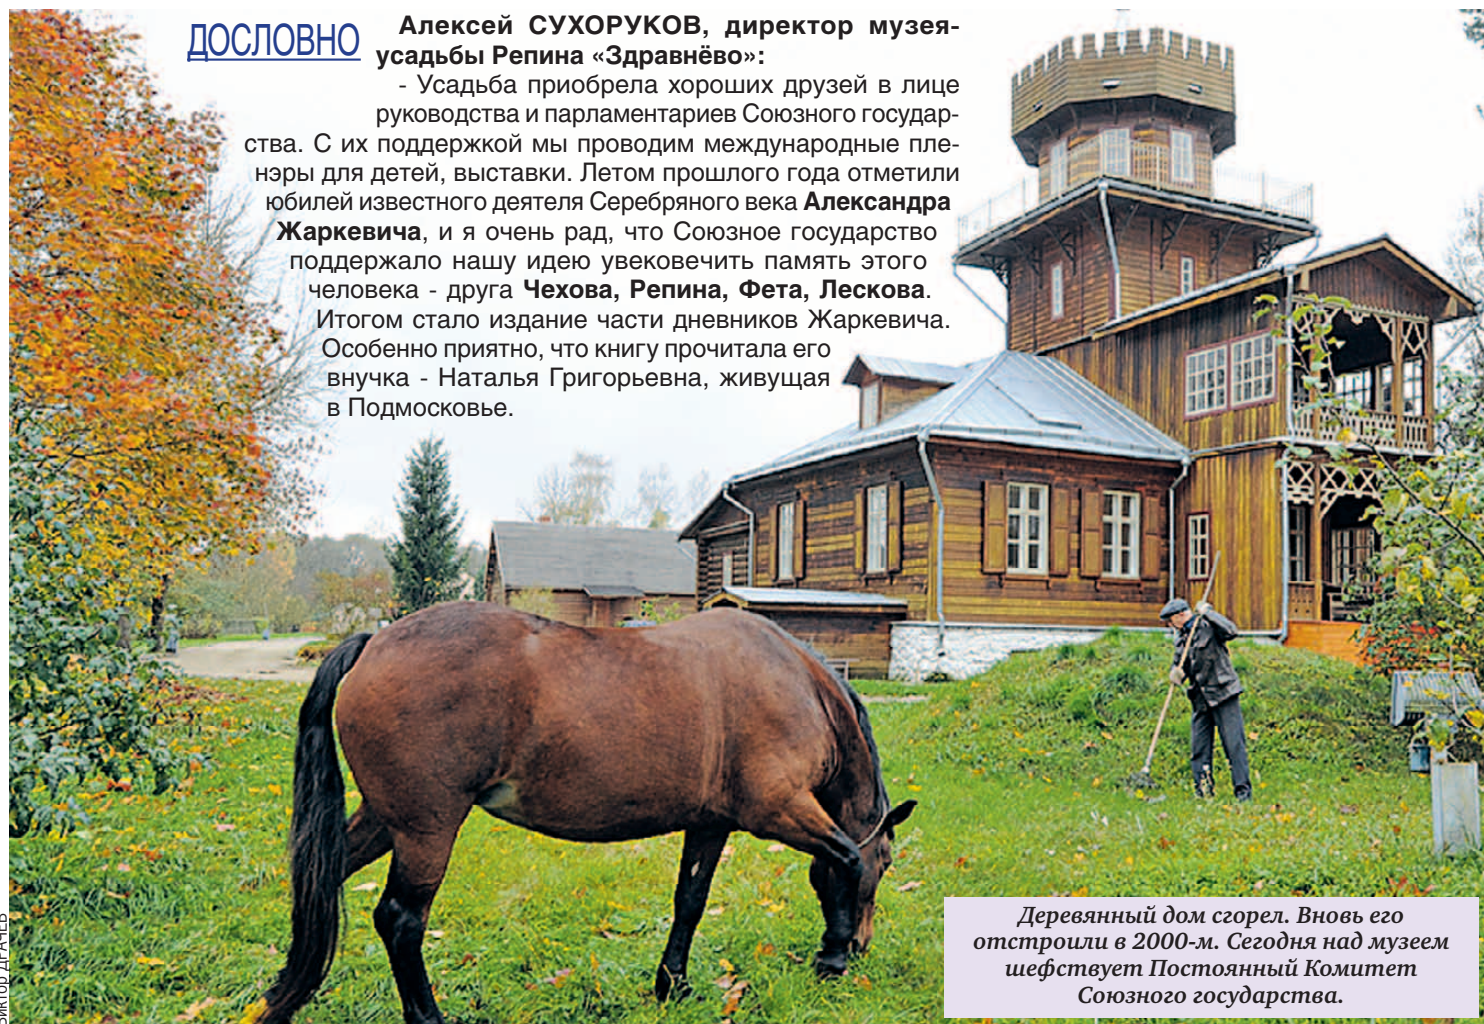 ДОСЛОВНО
Алексей СУХОРУКОВ, директор музея-
усадьбы Репина «Здравнёво»:
- Усадьба приобрела хороших друзей в лице
руководства и парламентариев Союзного государ-
ства. С их поддержкой мы проводим международные пле-
нэры для детей, выставки. Летом прошлого года отметили
юбилей известного деятеля Серебряного века Александра
Жаркевича, и я очень рад, что Союзное государство
поддержало нашу идею увековечить память этого
человека - друга Чехова, Репина, Фета, Лескова.
Итогом стало издание части дневников Жаркевича.
Особенно приятно, что книгу прочитала его
внучка - Наталья Григорьевна, живущая
в Подмосковье.
Деревянный дом сгорел. Вновь его
отстроили в 2000-м. Сегодня над музеем
шефствует Постоянный Комитет
Союзного государства.